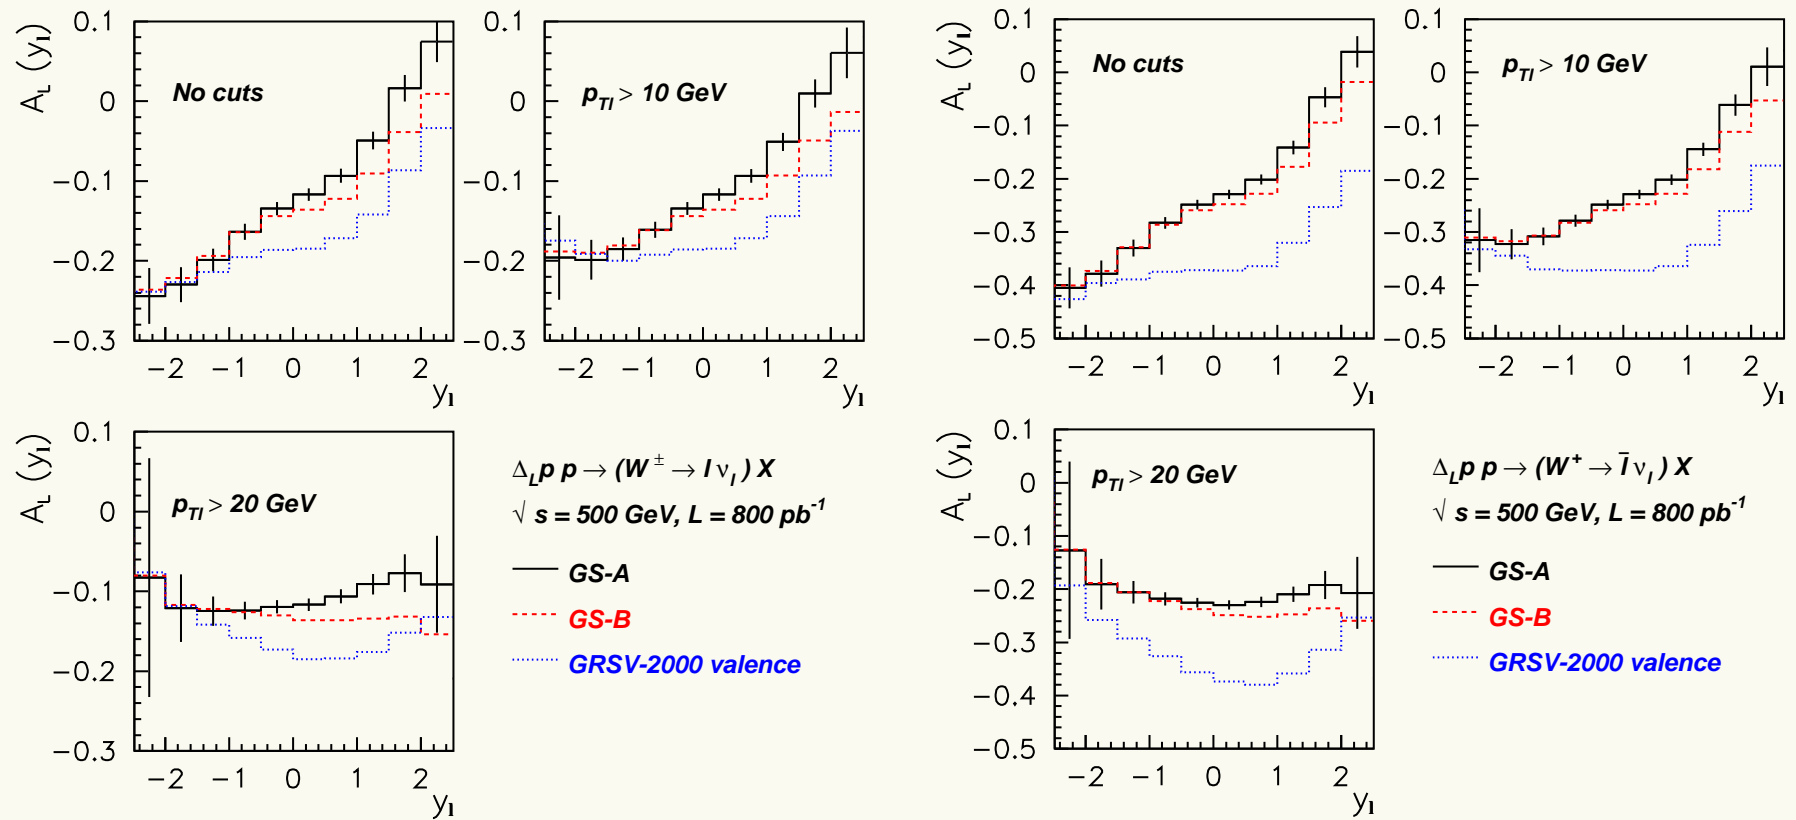 A_L (y_l)
0.1
0
−0.1
−0.2
−0.3
No cuts
−2 −1 0 1 2
y_l
0.1
0
−0.1
−0.2
−0.3
p_Tl > 10 GeV
−2 −1 0 1 2
y_l
A_L (y_l)
0.1
0
−0.1
−0.2
−0.3
p_Tl > 20 GeV
−2 −1 0 1 2
y_l
Δ_L p p → (W^± → l ν_l) X
√ s = 500 GeV, L = 800 pb^-1
GS-A
GS-B
GRSV-2000 valence
A_L (y_l)
0.1
0
−0.1
−0.2
−0.3
−0.4
−0.5
No cuts
−2 −1 0 1 2
y_l
0.1
0
−0.1
−0.2
−0.3
−0.4
−0.5
p_Tl > 10 GeV
−2 −1 0 1 2
y_l
A_L (y_l)
0.1
0
−0.1
−0.2
−0.3
−0.4
−0.5
p_Tl > 20 GeV
−2 −1 0 1 2
y_l
Δ_L p p → (W^+ → l̄ ν_l) X
√ s = 500 GeV, L = 800 pb^-1
GS-A
GS-B
GRSV-2000 valence